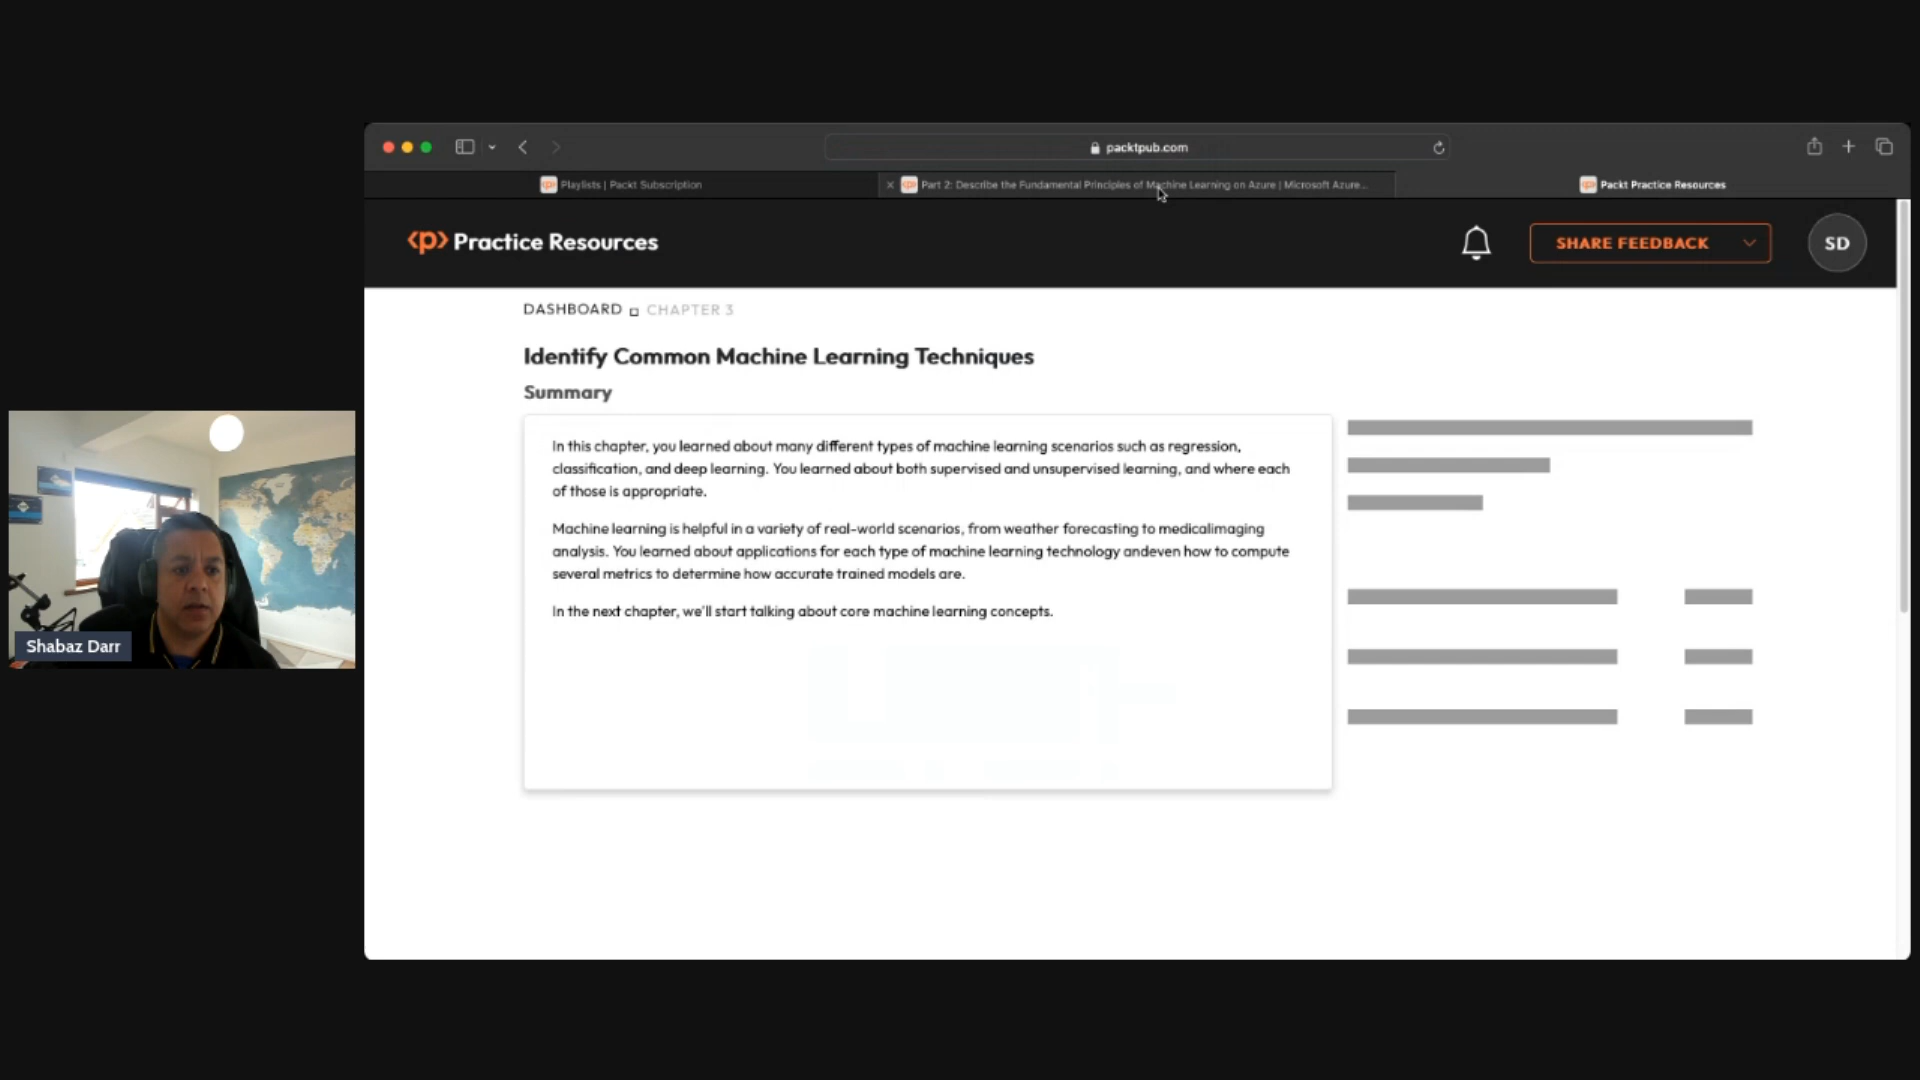 packtpub.com
Playlists | Packt Subscription
Part 2: Describe the Fundamental Principles of Machine Learning on Azure | Microsoft Azure...
Packt Practice Resources
<p> Practice Resources
SHARE FEEDBACK
SD
DASHBOARD CHAPTER 3
Identify Common Machine Learning Techniques
Summary
In this chapter, you learned about many different types of machine learning scenarios such as regression,
classification, and deep learning. You learned about both supervised and unsupervised learning, and where each
of those is appropriate.
Machine learning is helpful in a variety of real-world scenarios, from weather forecasting to medicalimaging
analysis. You learned about applications for each type of machine learning technology andeven how to compute
several metrics to determine how accurate trained models are.
In the next chapter, we'll start talking about core machine learning concepts.
Shabaz Darr